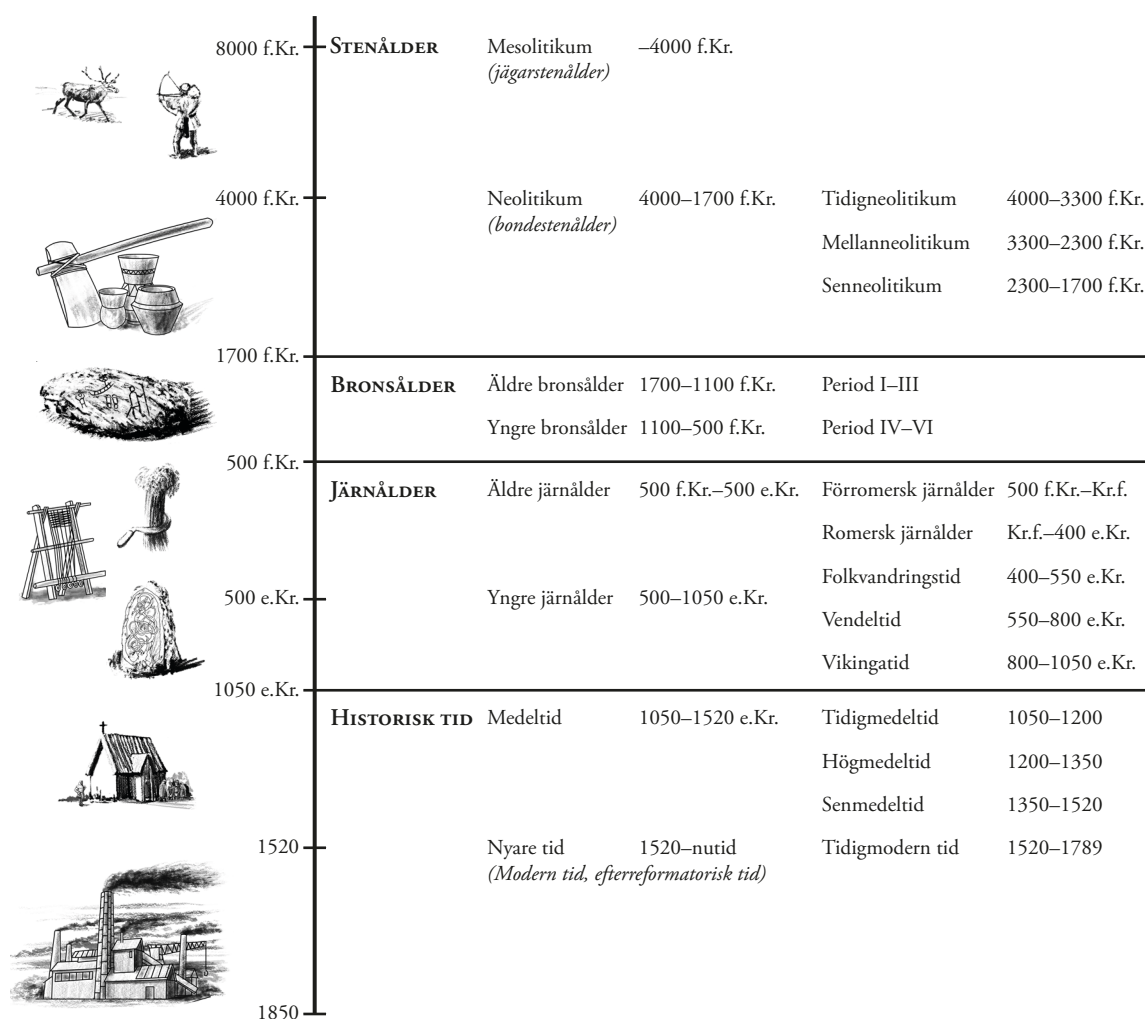 8000 f.Kr. STENÅLDER Mesolitikum –4000 f.Kr.
(jägarstenålder)
4000 f.Kr. Neolitikum 4000–1700 f.Kr. Tidigneolitikum 4000–3300 f.Kr.
(bondestenålder)
Mellanneolitikum 3300–2300 f.Kr.
Senneolitikum 2300–1700 f.Kr.
1700 f.Kr.
BRONSÅLDER Äldre bronsålder 1700–1100 f.Kr. Period I–III
Yngre bronsålder 1100–500 f.Kr. Period IV–VI
500 f.Kr.
JÄRNÅLDER Äldre järnålder 500 f.Kr.–500 e.Kr. Förromersk järnålder 500 f.Kr.–Kr.f.
Romersk järnålder Kr.f.–400 e.Kr.
Folkvandringstid 400–550 e.Kr.
500 e.Kr. Yngre järnålder 500–1050 e.Kr.
Vendeltid 550–800 e.Kr.
Vikingatid 800–1050 e.Kr.
1050 e.Kr.
HISTORISK TID Medeltid 1050–1520 e.Kr. Tidigmedeltid 1050–1200
Högmedeltid 1200–1350
Senmedeltid 1350–1520
1520 Nyare tid 1520–nutid Tidigmodern tid 1520–1789
(Modern tid, efterreformatorisk tid)
1850